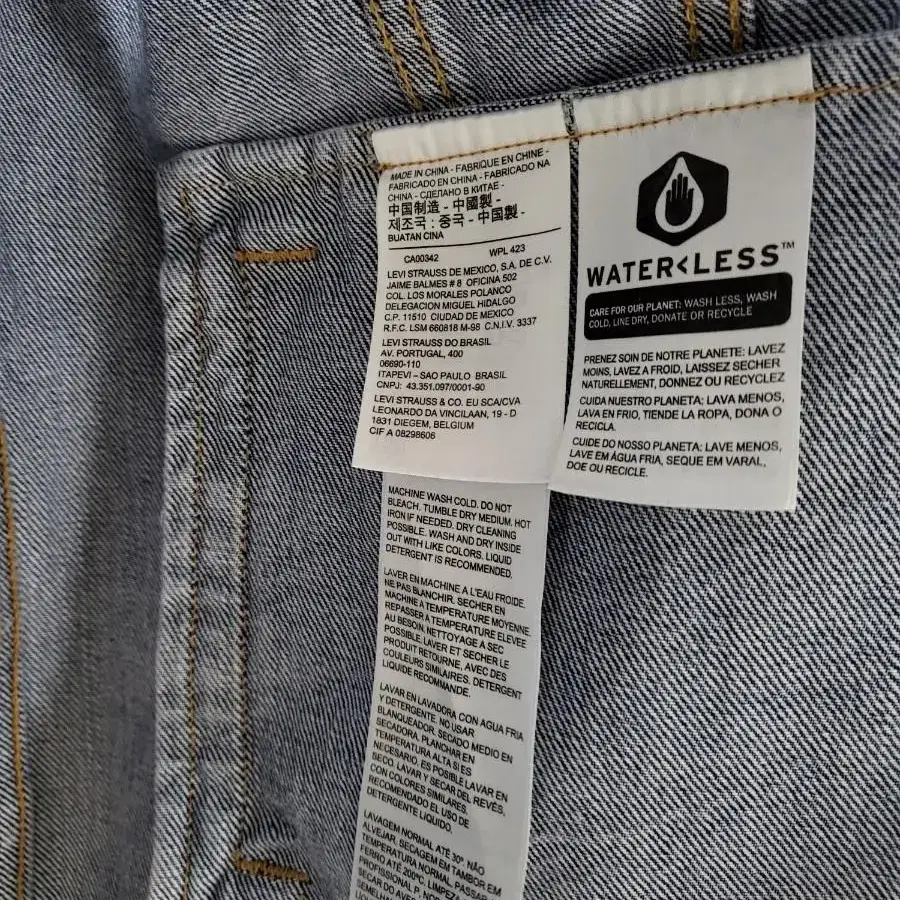 MADE IN CHINA - FABRIQUE EN CHINE -
FABRICADO EN CHINA - FABRICADO NA
CHINA - СДЕЛАНО В КИТАЕ -
中国制造 - 中國製 -
제조국 : 중국 - 中国製 -
BUATAN CINA
CA00342 WPL 423
LEVI STRAUSS DE MEXICO, S.A. DE C.V.
JAIME BALMES # 8 OFICINA 502
COL. LOS MORALES POLANCO
DELEGACION MIGUEL HIDALGO
C.P. 11510 CIUDAD DE MEXICO
R.F.C. LSM 660818 M-98 C.N.I.V. 3337
LEVI STRAUSS DO BRASIL
AV. PORTUGAL, 400
06690-110
ITAPEVI – SAO PAULO BRASIL
CNPJ: 43.351.097/0001-90
LEVI STRAUSS & CO. EU SCA/CVA
LEONARDO DA VINCILAAN, 19 - D
1831 DIEGEM, BELGIUM
CIF A 08298606
WATER<LESS™
CARE FOR OUR PLANET: WASH LESS, WASH
COLD, LINE DRY, DONATE OR RECYCLE
PRENEZ SOIN DE NOTRE PLANETE: LAVEZ
MOINS, LAVEZ A FROID, LAISSEZ SECHER
NATURELLEMENT, DONNEZ OU RECYCLEZ
CUIDA NUESTRO PLANETA: LAVA MENOS,
LAVA EN FRIO, TIENDE LA ROPA, DONA O
RECICLA.
CUIDE DO NOSSO PLANETA: LAVE MENOS,
LAVE EM ÁGUA FRIA, SEQUE EM VARAL,
DOE OU RECICLE.
MACHINE WASH COLD. DO NOT
BLEACH. TUMBLE DRY MEDIUM. HOT
IRON IF NEEDED. DRY CLEANING
POSSIBLE. WASH AND DRY INSIDE
OUT WITH LIKE COLORS. LIQUID
DETERGENT IS RECOMMENDED.
LAVER EN MACHINE A L'EAU FROIDE.
NE PAS BLANCHIR. SECHER EN
MACHINE A TEMPERATURE MOYENNE.
REPASSER A TEMPERATURE ELEVEE
AU BESOIN. NETTOYAGE A SEC
POSSIBLE. LAVER ET SECHER LE
PRODUIT RETOURNE, AVEC DES
COULEURS SIMILAIRES. DETERGENT
LIQUIDE RECOMMANDE.
LAVAR EN LAVADORA CON AGUA FRIA
Y DETERGENTE. NO USAR
BLANQUEADOR. SECADO MEDIO EN
SECADORA. PLANCHAR EN
TEMPERATURA ALTA SI ES
NECESARIO. ES POSIBLE LAVAR EN
SECO. LAVAR Y SECAR DEL REVÉS,
CON COLORES SIMILARES.
RECOMENDADO EL USO DE
DETERGENTE LIQUIDO.
LAVAGEM NORMAL ATÉ 30°. NÃO
ALVEJAR. SECAGEM EM TAMBOR EM
TEMPERATURA NORMAL. PASSAR
FERRO ATÉ 200°C. LIMPEZA
PROFISSIONAL P, NORMAL
SECAR DO AVES